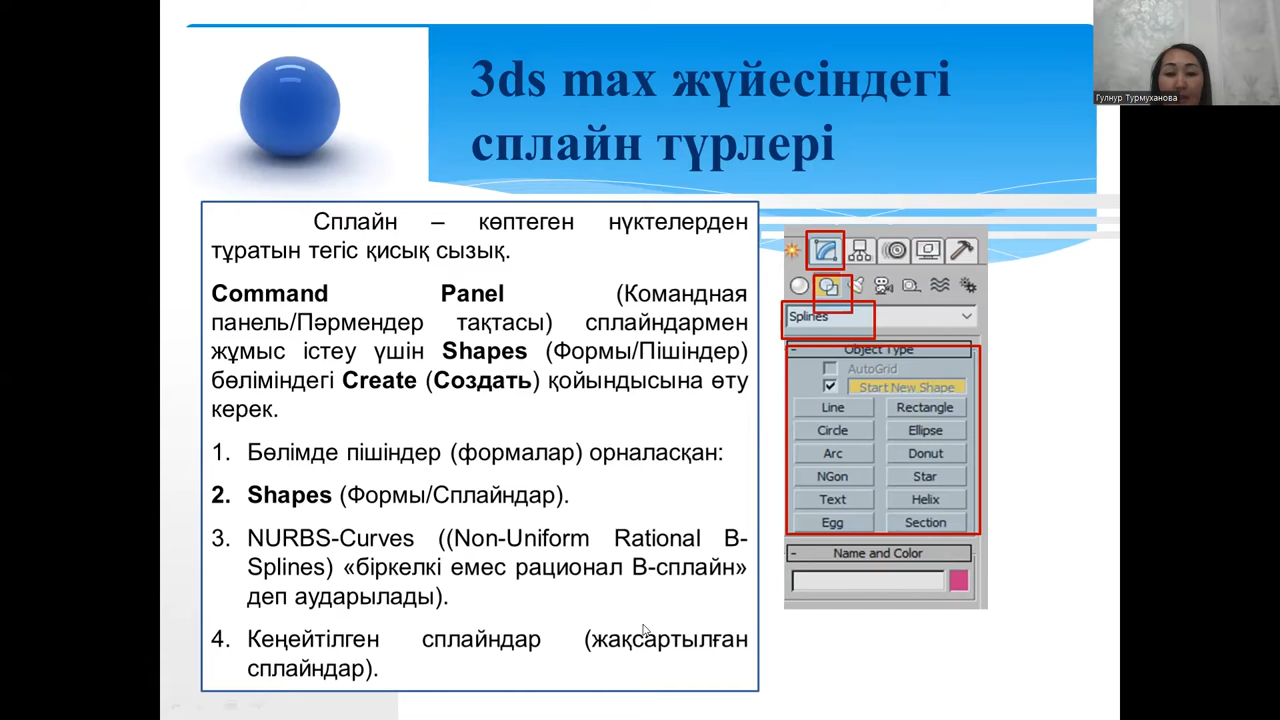 3ds max жүйесіндегі
сплайн түрлері
Гулнур Турмуханова
Сплайн – көптеген нүктелерден
тұратын тегіс қисық сызық.
Command Panel (Командная
панель/Пәрмендер тақтасы) сплайндармен
жұмыс істеу үшін Shapes (Формы/Пішіндер)
бөліміндегі Create (Создать) қойындысына өту
керек.
1. Бөлімде пішіндер (формалар) орналасқан:
2. Shapes (Формы/Сплайндар).
3. NURBS-Curves ((Non-Uniform Rational B-
Splines) «біркелкі емес рационал B-сплайн»
деп аударылады).
4. Кеңейтілген сплайндар (жақсартылған
сплайндар).
Splines
- Object Type
AutoGrid
Start New Shape
Line Rectangle
Circle Ellipse
Arc Donut
NGon Star
Text Helix
Egg Section
- Name and Color